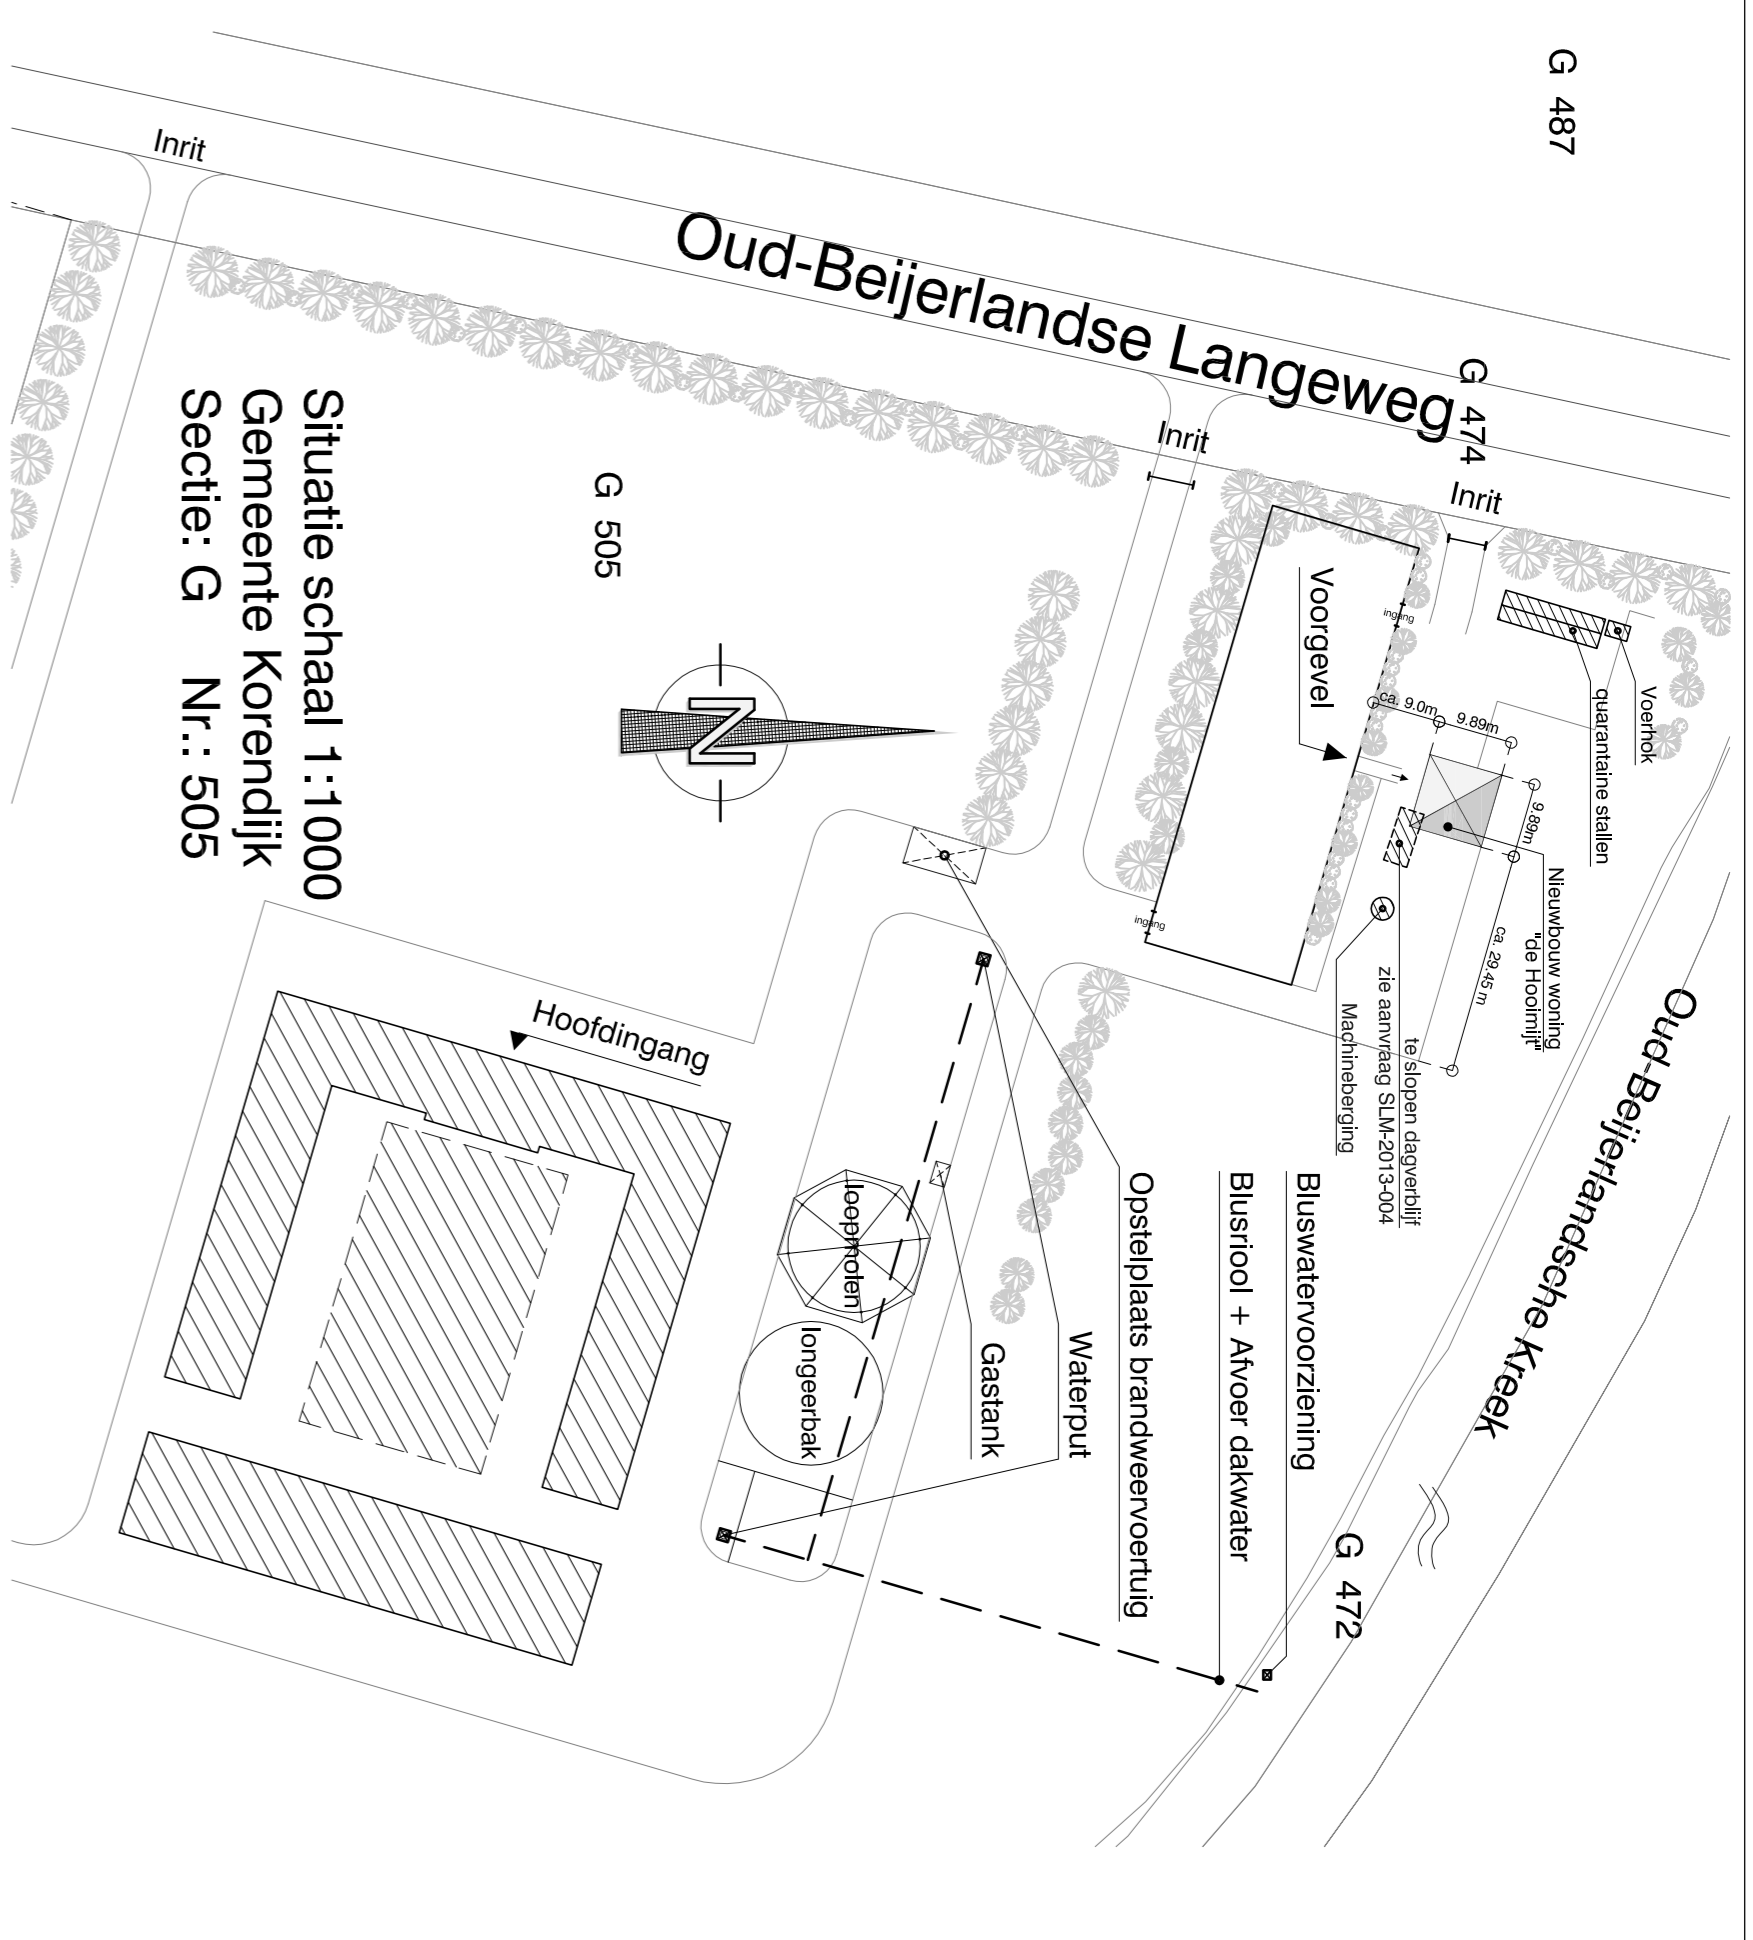 G 487
Inrit
Oud-Beijerlandse Langeweg
G 474
Inrit
Inrit
Situatie schaal 1:1000
Gemeente Korendijk
Sectie: G Nr.: 505
G 505
N
Voorgevel
ingang
ingang
ca. 9.0m
9.89m
9.89m
ca. 29.45 m
Voerhok
quarantaine stallen
Nieuwbouw woning
"de Hooimijt"
te slopen dagverblijf
zie aanvraag SLM-2013-004
Machineberging
Oud-Beijerlandsche Kreek
Hoofdingang
loopmolen
longeerbak
Gastank
Waterput
Opstelplaats brandweervoertuig
Blusriool + Afvoer dakwater
Bluswatervoorziening
G 472